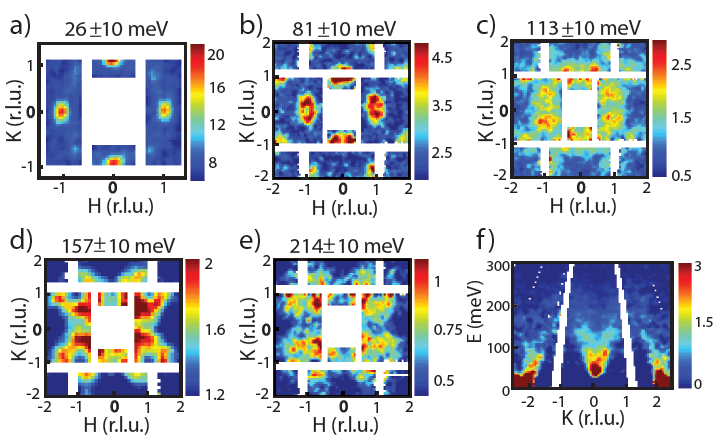 a) 26±10 meV
K (r.l.u.)
1
0
-1
-1 0 1
H (r.l.u.)
20
16
12
8
b) 81±10 meV
K (r.l.u.)
2
1
0
-1
-2
-2 -1 0 1 2
H (r.l.u.)
4.5
3.5
2.5
c) 113±10 meV
K (r.l.u.)
2
1
0
-1
-2
-2 -1 0 1 2
H (r.l.u.)
2.5
1.5
0.5
d) 157±10 meV
K (r.l.u.)
2
1
0
-1
-2
-2 -1 0 1 2
H (r.l.u.)
2
1.6
1.2
e) 214±10 meV
K (r.l.u.)
2
1
0
-1
-2
-2 -1 0 1 2
H (r.l.u.)
1
0.75
0.5
f)
E (meV)
300
200
100
0
-2 -1 0 1 2
K (r.l.u.)
3
1.5
0